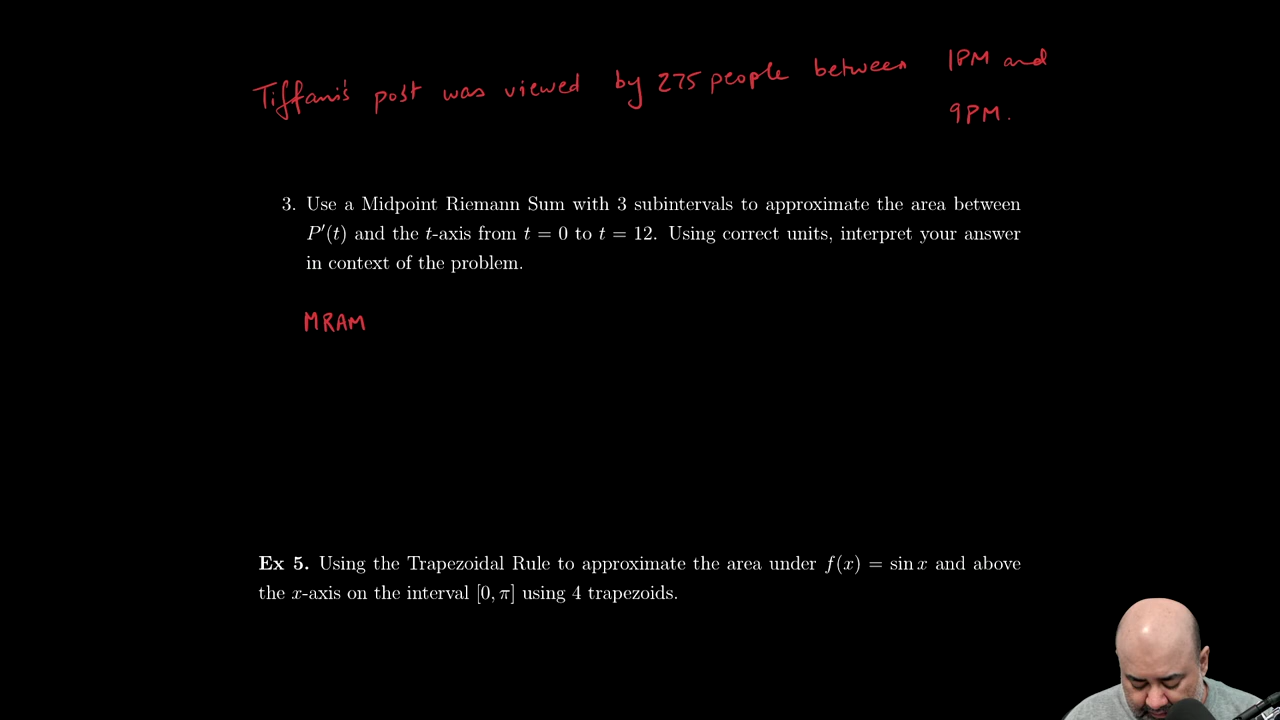 Tiffani's post was viewed by 275 people between 1PM and
9PM.
3. Use a Midpoint Riemann Sum with 3 subintervals to approximate the area between
P′(t) and the t-axis from t = 0 to t = 12. Using correct units, interpret your answer
in context of the problem.
MRAM
Ex 5. Using the Trapezoidal Rule to approximate the area under f(x) = sin x and above
the x-axis on the interval [0, π] using 4 trapezoids.